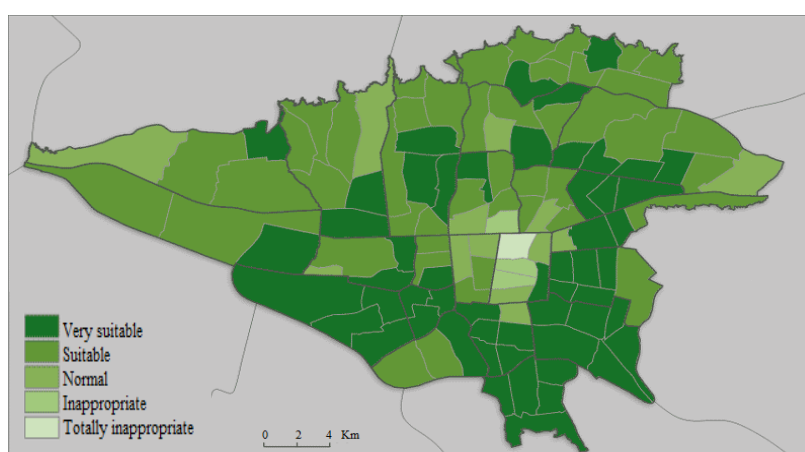 Very suitable
Suitable
Normal
Inappropriate
Totally inappropriate
0 2 4 Km